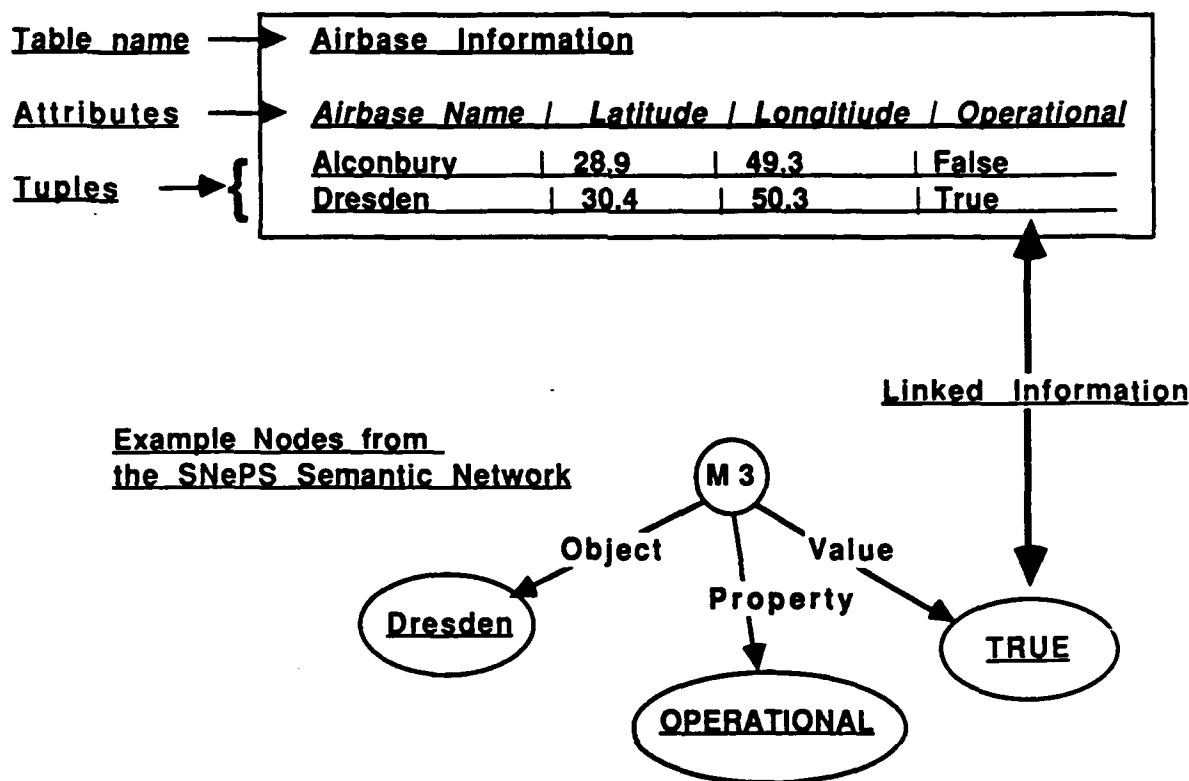 Table name Airbase Information
Attributes Airbase Name | Latitude | Longitiude | Operational
Alconbury | 28.9 | 49.3 | False
Tuples {
Dresden | 30.4 | 50.3 | True
Linked Information
Example Nodes from
the SNePS Semantic Network
M 3
Object Value
Property
Dresden
TRUE
OPERATIONAL